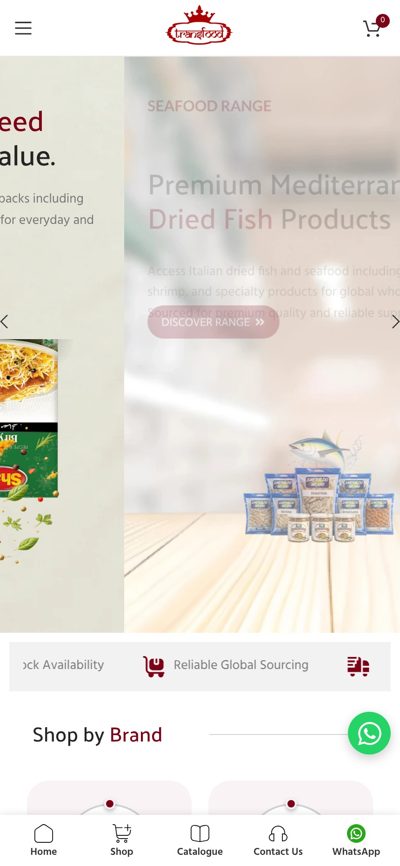 transfood
0
eed
alue.
packs including
for everyday and
SEAFOOD RANGE
Premium Mediterran
Dried Fish Products
Access Italian dried fish and seafood including
shrimp, and specialty products for global who
Sourced for premium quality and reliable supp
DISCOVER RANGE
ock Availability
Reliable Global Sourcing
Shop by Brand
Home
Shop
Catalogue
Contact Us
WhatsApp